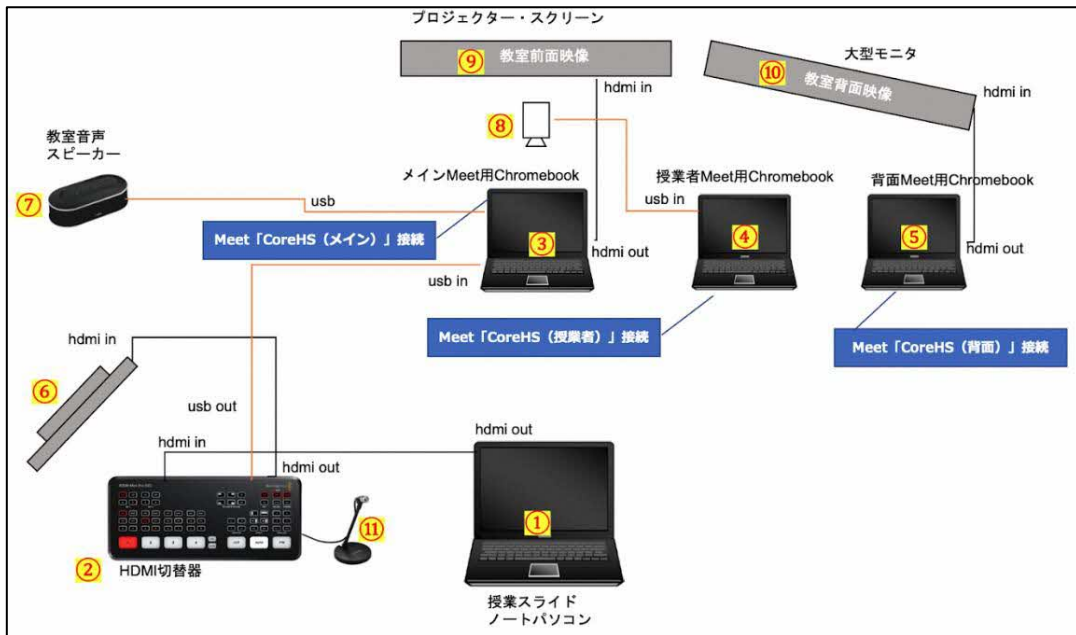 プロジェクター・スクリーン
⑨ 教室前面映像
大型モニタ
⑩ 教室背面映像
hdmi in
hdmi in
⑧
教室音声
スピーカー
⑦
メインMeet用Chromebook
授業者Meet用Chromebook
背面Meet用Chromebook
usb
usb in
Meet「CoreHS（メイン）」接続
③
④
⑤
hdmi out
hdmi out
usb in
Meet「CoreHS（授業者）」接続
Meet「CoreHS（背面）」接続
hdmi in
⑥
usb out
hdmi in
hdmi out
hdmi out
①
⑪
②
HDMI切替器
授業スライド
ノートパソコン